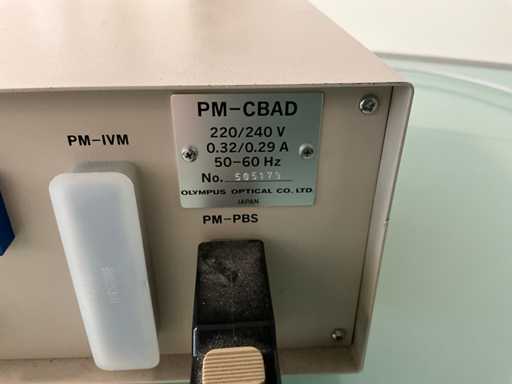 PM-CBAD
PM-IVM
220/240 V
0.32/0.29 A
50-60 Hz
No. 505179
OLYMPUS OPTICAL CO. LTD.
JAPAN
PM-PBS